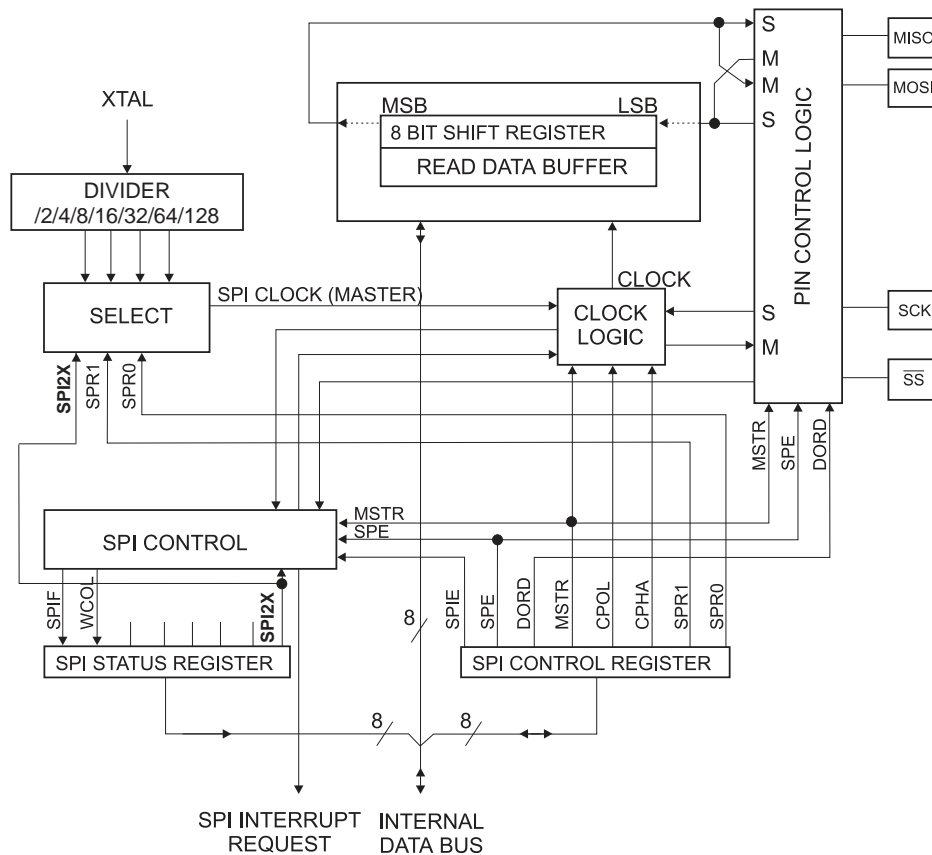 S
MISO
M
MOSI
M
S
MSB
LSB
8 BIT SHIFT REGISTER
READ DATA BUFFER
XTAL
DIVIDER
/2/4/8/16/32/64/128
PIN CONTROL LOGIC
SPI CLOCK (MASTER)
CLOCK
SELECT
CLOCK
LOGIC
S
M
SCK
SS
SPI2X
SPR1
SPR0
MSTR
SPE
DORD
SPI CONTROL
MSTR
SPE
SPIF
WCOL
SPI2X
8
SPIE
SPE
DORD
MSTR
CPOL
CPHA
SPR1
SPR0
SPI STATUS REGISTER
SPI CONTROL REGISTER
8
8
SPI INTERRUPT
REQUEST
INTERNAL
DATA BUS